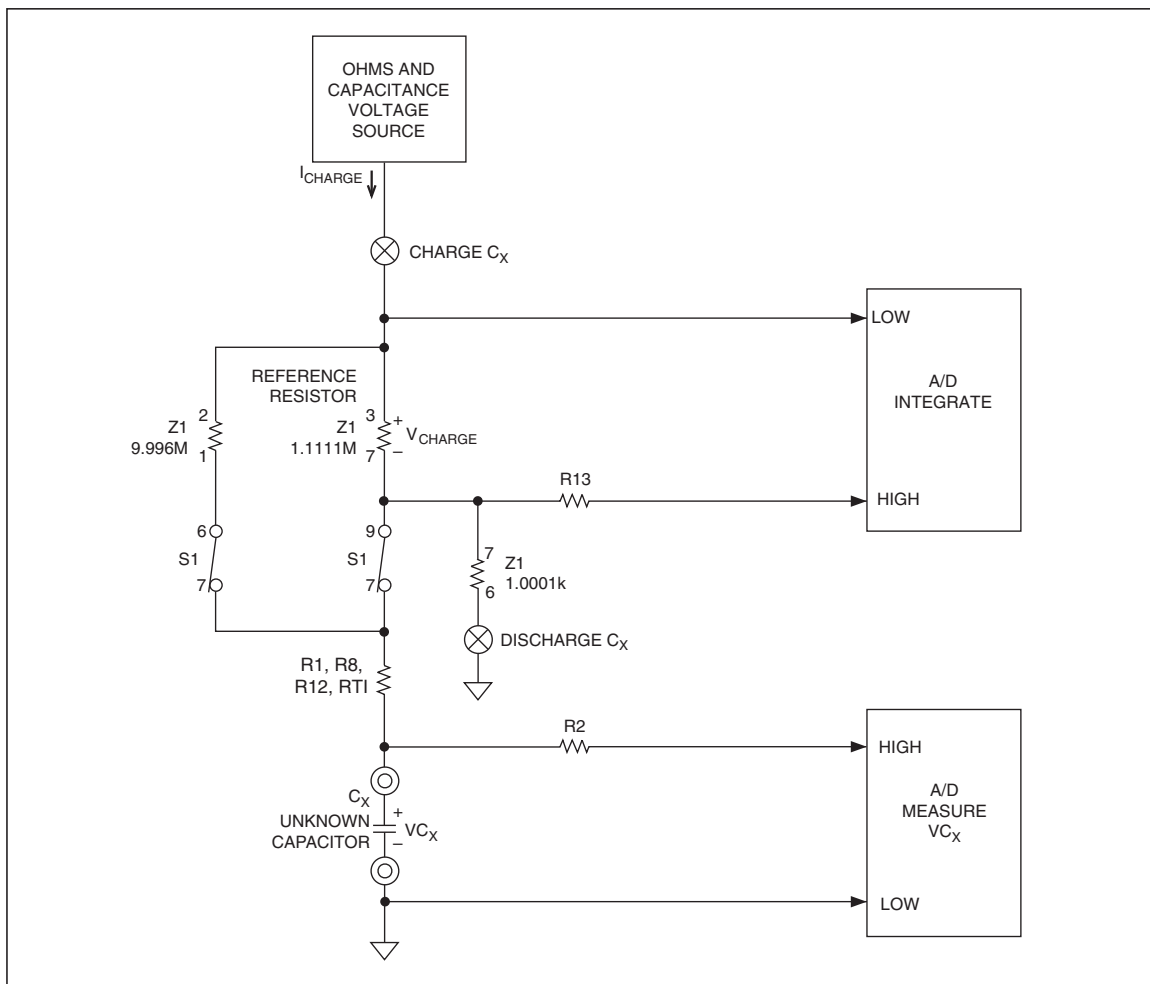 OHMS AND
CAPACITANCE
VOLTAGE
SOURCE
ICHARGE
CHARGE CX
LOW
REFERENCE
RESISTOR
A/D
INTEGRATE
2
Z1
9.996M
1
3
+
Z1
1.1111M
VCHARGE
7
–
R13
HIGH
6
S1
7
9
S1
7
7
Z1
1.0001k
6
DISCHARGE CX
R1, R8,
R12, RTI
R2
HIGH
CX
+
UNKNOWN
CAPACITOR
VCX
–
A/D
MEASURE
VCX
LOW